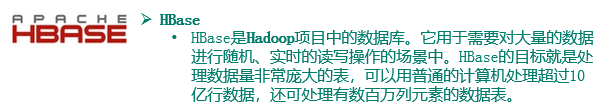 APACHE
HBASE
➢ HBase
• HBase是Hadoop项目中的数据库。它用于需要对大量的数据
进行随机、实时的读写操作的场景中。HBase的目标就是处
理数据量非常庞大的表，可以用普通的计算机处理超过10
亿行数据，还可处理有数百万列元素的数据表。